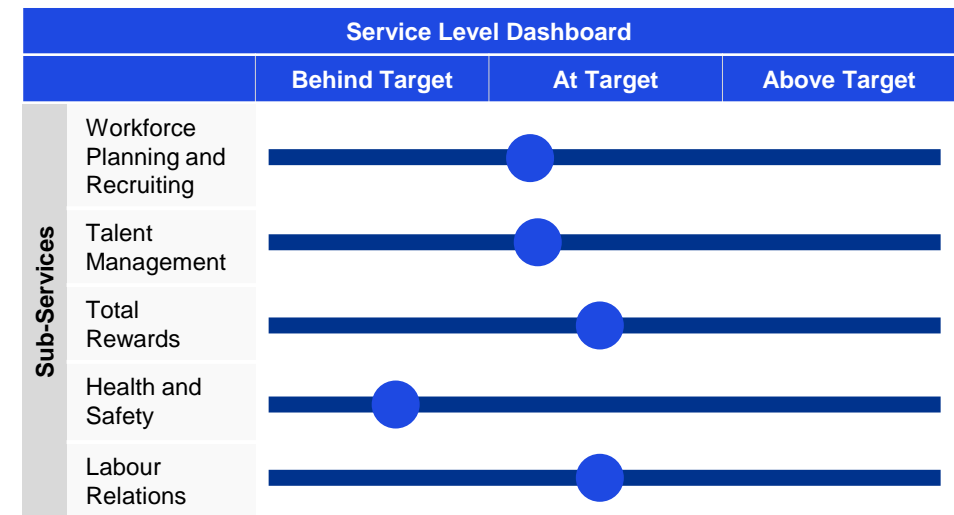 Service Level Dashboard
Behind Target
At Target
Above Target
Sub-Services
Workforce
Planning and
Recruiting
Talent
Management
Total
Rewards
Health and
Safety
Labour
Relations